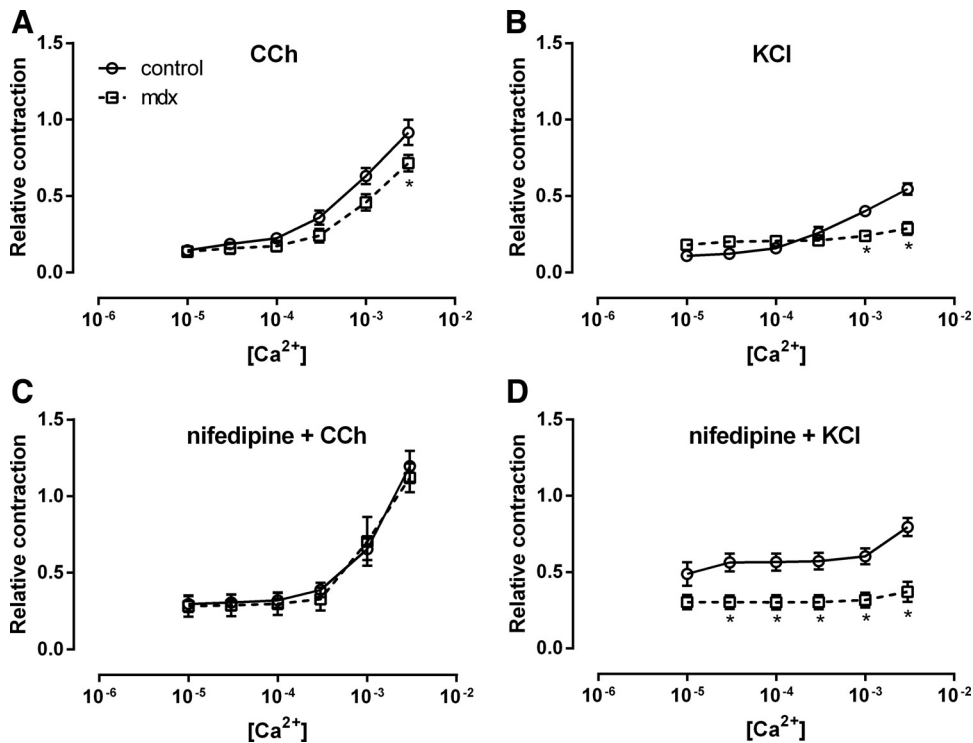 A
CCh
1.5
1.0
0.5
0.0
Relative contraction
control
mdx
*
10⁻⁶ 10⁻⁵ 10⁻⁴ 10⁻³ 10⁻²
[Ca²⁺]
B
KCl
1.5
1.0
0.5
0.0
Relative contraction
* *
10⁻⁶ 10⁻⁵ 10⁻⁴ 10⁻³ 10⁻²
[Ca²⁺]
C
nifedipine + CCh
1.5
1.0
0.5
0.0
Relative contraction
10⁻⁶ 10⁻⁵ 10⁻⁴ 10⁻³ 10⁻²
[Ca²⁺]
D
nifedipine + KCl
1.5
1.0
0.5
0.0
Relative contraction
* * * * *
10⁻⁶ 10⁻⁵ 10⁻⁴ 10⁻³ 10⁻²
[Ca²⁺]